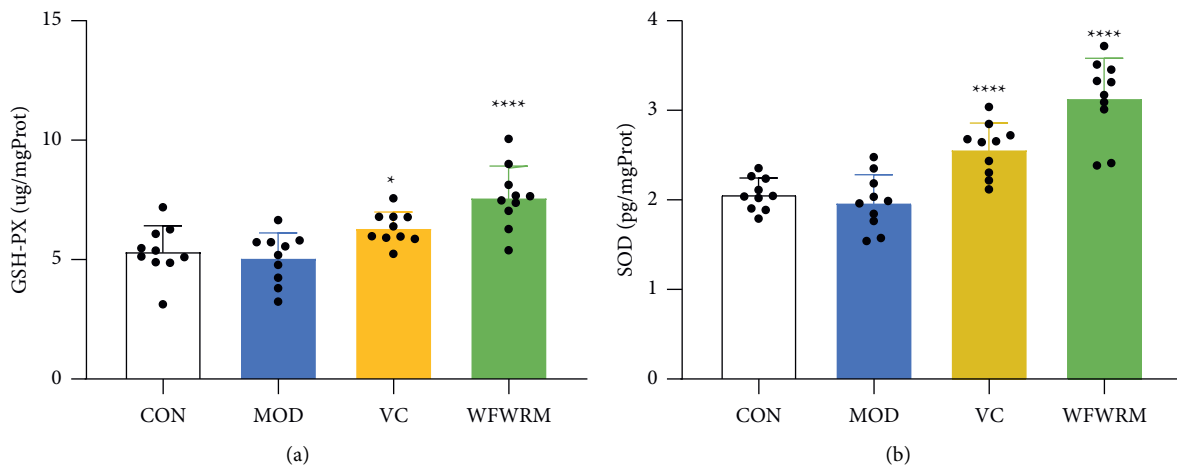 GSH-PX (ug/mgProt)
15
10
5
0
*
****
CON
MOD
VC
WFWRM
(a)
SOD (pg/mgProt)
4
3
2
1
0
****
****
CON
MOD
VC
WFWRM
(b)